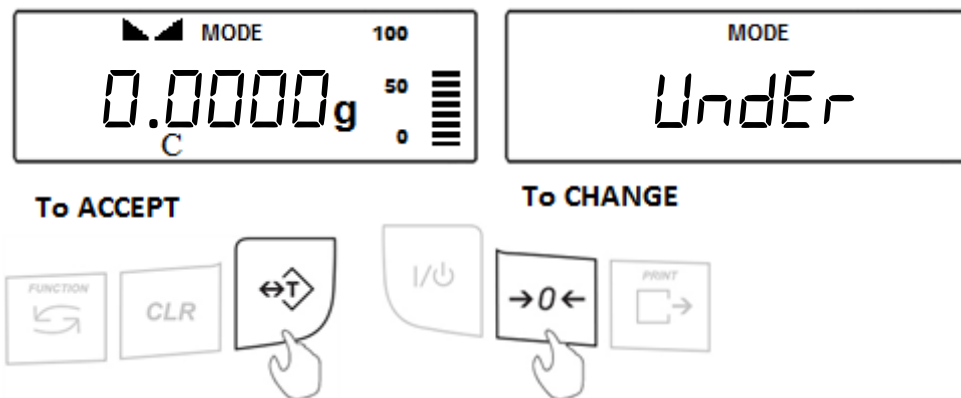 MODE 100
0.0000g 50
C 0
MODE
UndEr
To ACCEPT
To CHANGE
FUNCTION
CLR
T
I/
→0←
PRINT